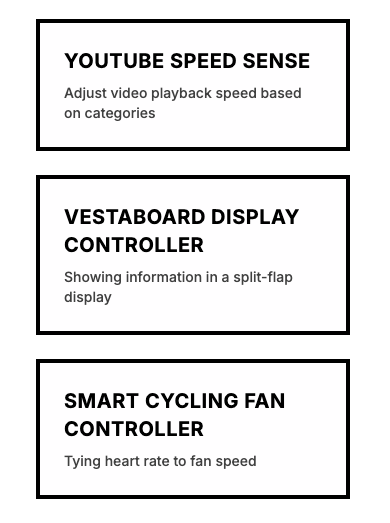 YOUTUBE SPEED SENSE
Adjust video playback speed based
on categories
VESTABOARD DISPLAY
CONTROLLER
Showing information in a split-flap
display
SMART CYCLING FAN
CONTROLLER
Tying heart rate to fan speed